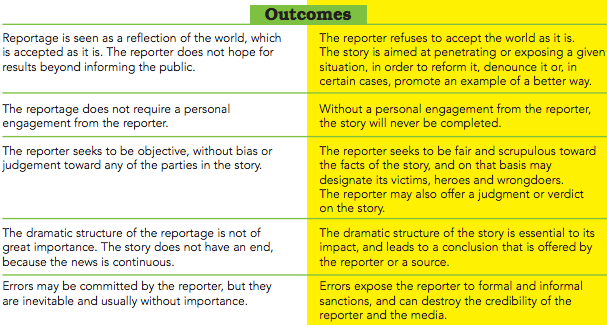 Outcomes
Reportage is seen as a reflection of the world, which
is accepted as it is. The reporter does not hope for
results beyond informing the public.
The reporter refuses to accept the world as it is.
The story is aimed at penetrating or exposing a given
situation, in order to reform it, denounce it or, in
certain cases, promote an example of a better way.
The reportage does not require a personal
engagement from the reporter.
Without a personal engagement from the reporter,
the story will never be completed.
The reporter seeks to be objective, without bias or
judgement toward any of the parties in the story.
The reporter seeks to be fair and scrupulous toward
the facts of the story, and on that basis may
designate its victims, heroes and wrongdoers.
The reporter may also offer a judgment or verdict
on the story.
The dramatic structure of the reportage is not of
great importance. The story does not have an end,
because the news is continuous.
The dramatic structure of the story is essential to its
impact, and leads to a conclusion that is offered by
the reporter or a source.
Errors may be committed by the reporter, but they
are inevitable and usually without importance.
Errors expose the reporter to formal and informal
sanctions, and can destroy the credibility of the
reporter and the media.